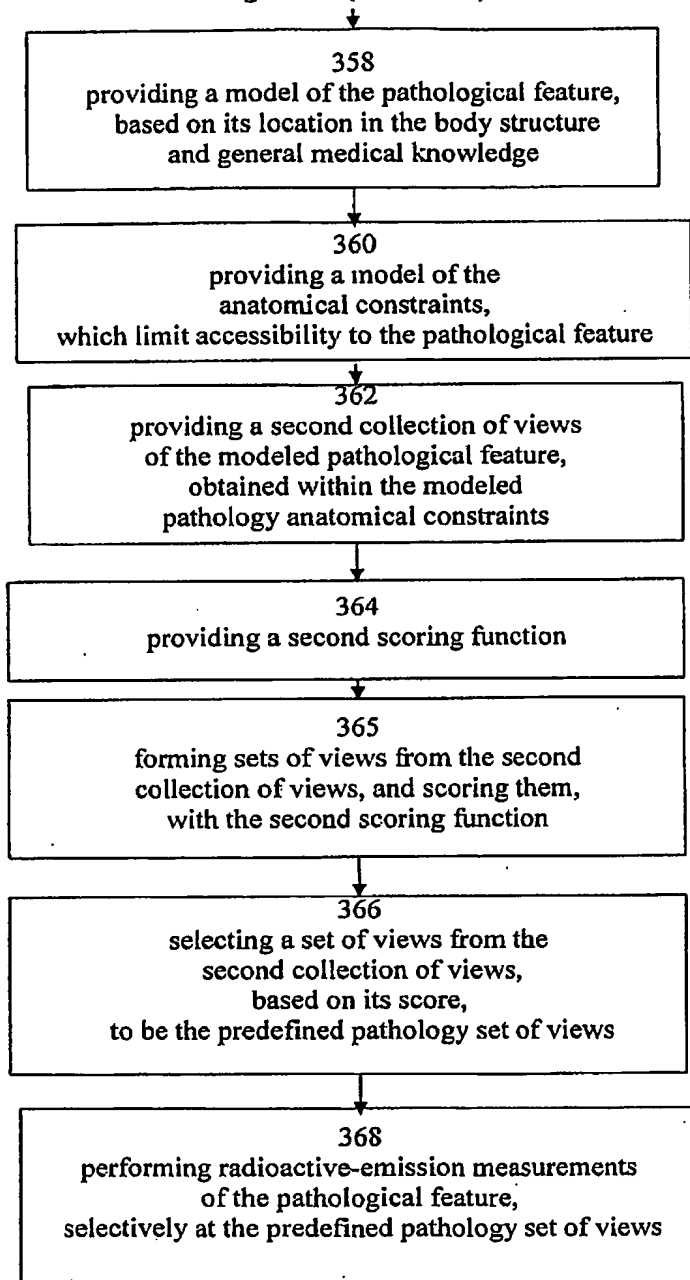 358
providing a model of the pathological feature,
based on its location in the body structure
and general medical knowledge
360
providing a model of the
anatomical constraints,
which limit accessibility to the pathological feature
362
providing a second collection of views
of the modeled pathological feature,
obtained within the modeled
pathology anatomical constraints
364
providing a second scoring function
365
forming sets of views from the second
collection of views, and scoring them,
with the second scoring function
366
selecting a set of views from the
second collection of views,
based on its score,
to be the predefined pathology set of views
368
performing radioactive-emission measurements
of the pathological feature,
selectively at the predefined pathology set of views